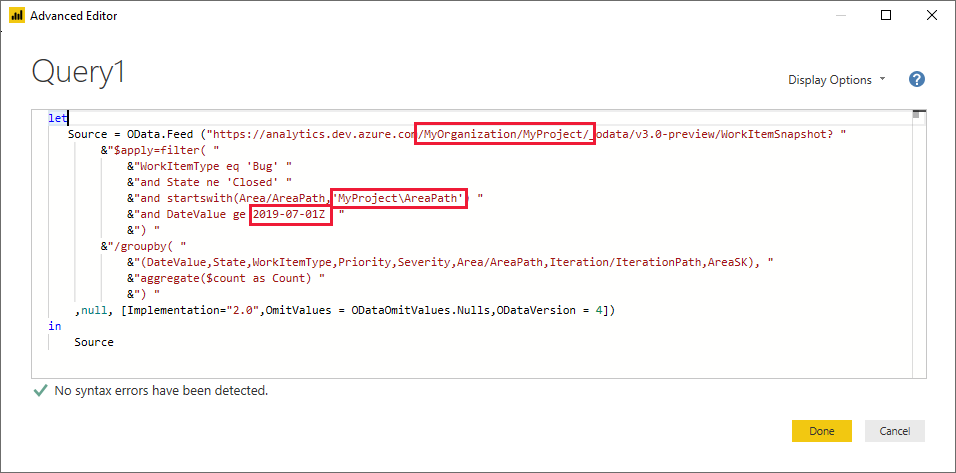 Advanced Editor
Query1
Display Options
?
let
Source = OData.Feed ("https://analytics.dev.azure.com/MyOrganization/MyProject/_odata/v3.0-preview/WorkItemSnapshot? "
&"$apply=filter( "
&"WorkItemType eq 'Bug' "
&"and State ne 'Closed' "
&"and startswith(Area/AreaPath,'MyProject\AreaPath') "
&"and DateValue ge 2019-07-01Z "
&") "
&"/groupby( "
&"(DateValue,State,WorkItemType,Priority,Severity,Area/AreaPath,Iteration/IterationPath,AreaSK), "
&"aggregate($count as Count) "
&") "
,null, [Implementation="2.0",OmitValues = ODataOmitValues.Nulls,ODataVersion = 4])
in
Source
No syntax errors have been detected.
Done
Cancel